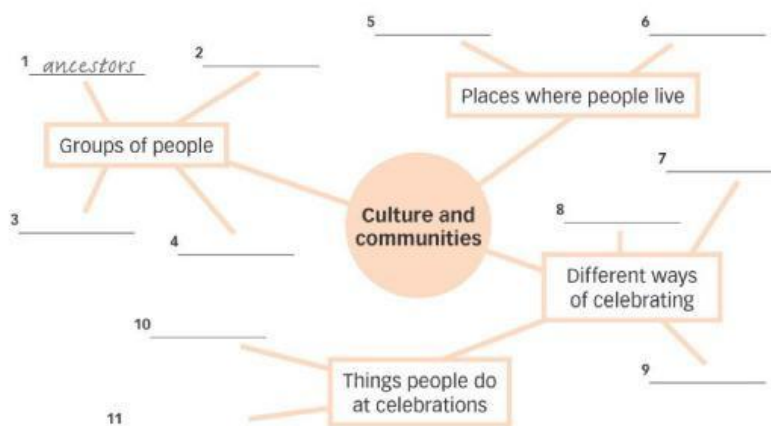 5
6
1 ancestors
2
Places where people live
Groups of people
7
3
4
8
Culture and
communities
Different ways
of celebrating
10
9
Things people do
at celebrations
11